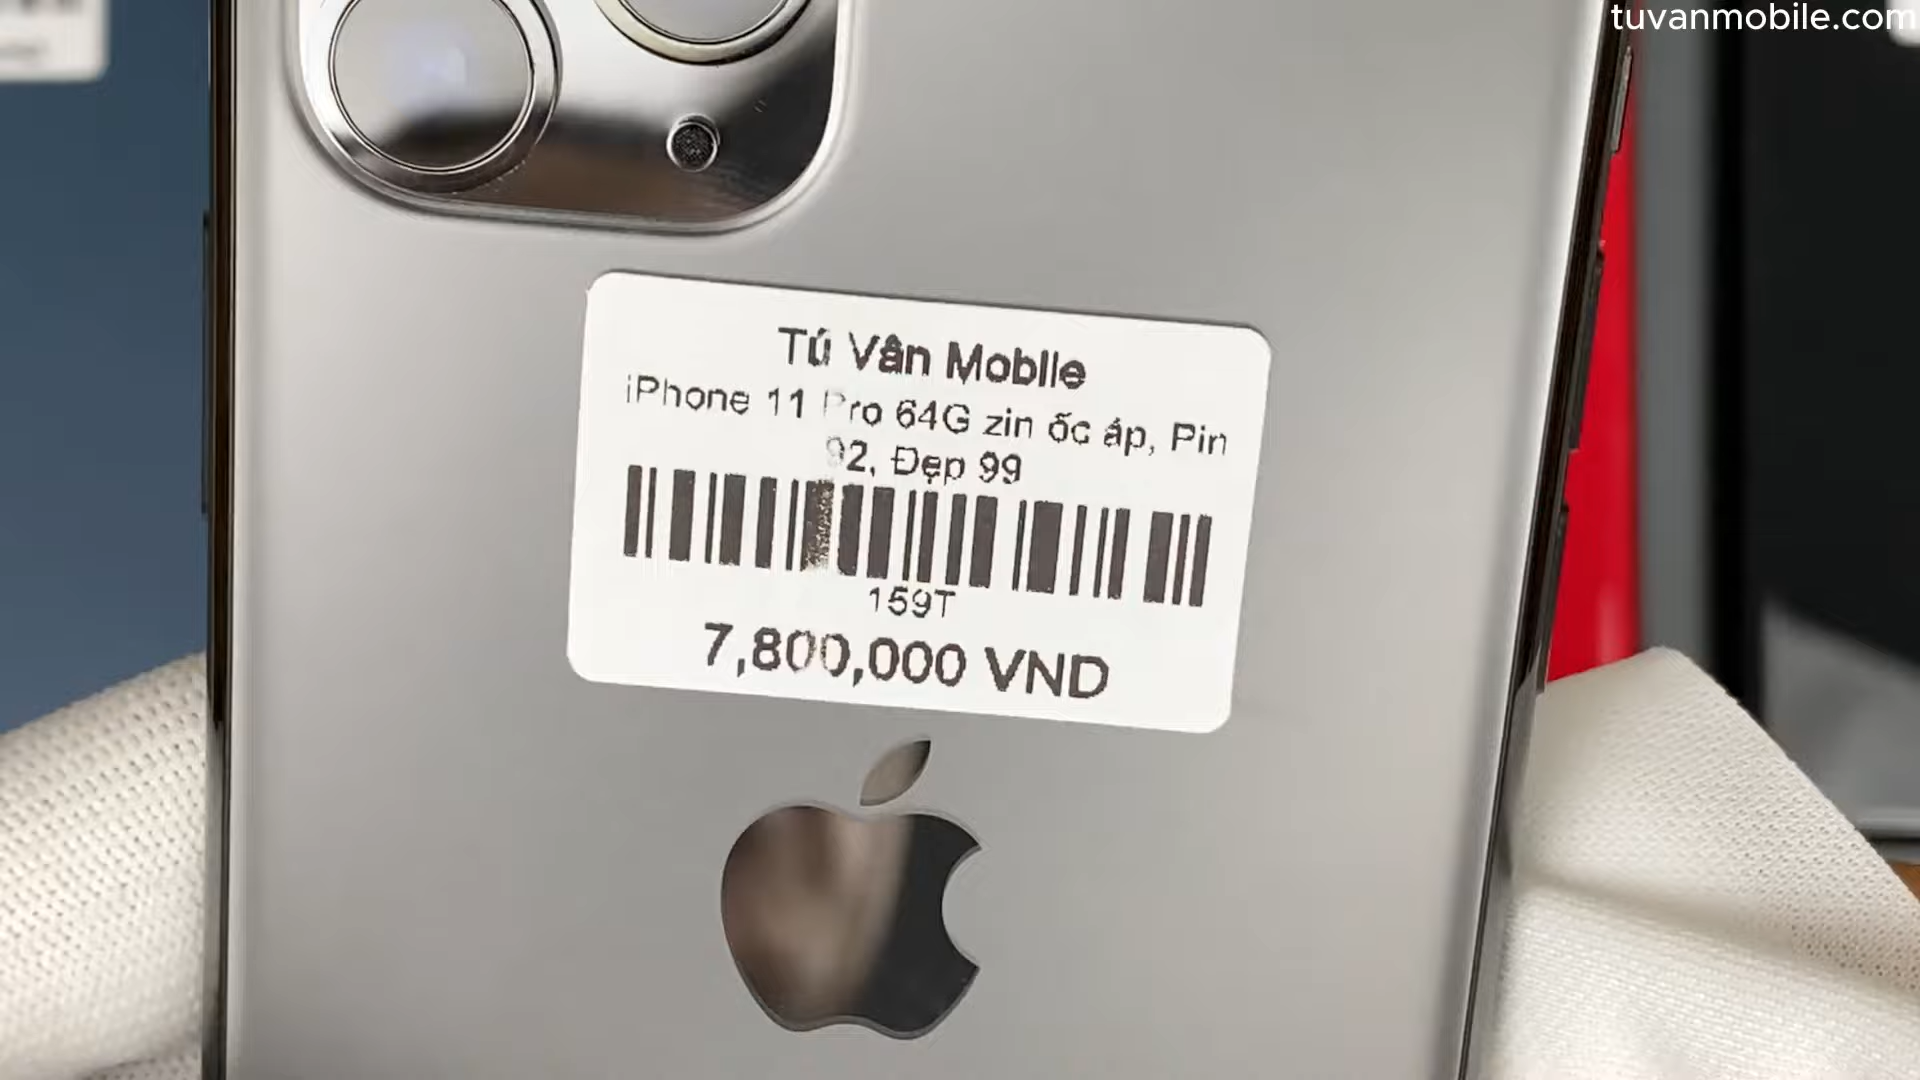 tuvanmobile.com
Tú Vân Mobile
iPhone 11 Pro 64G zin ốc áp, Pin
92, Đẹp 99
159T
7,800,000 VND